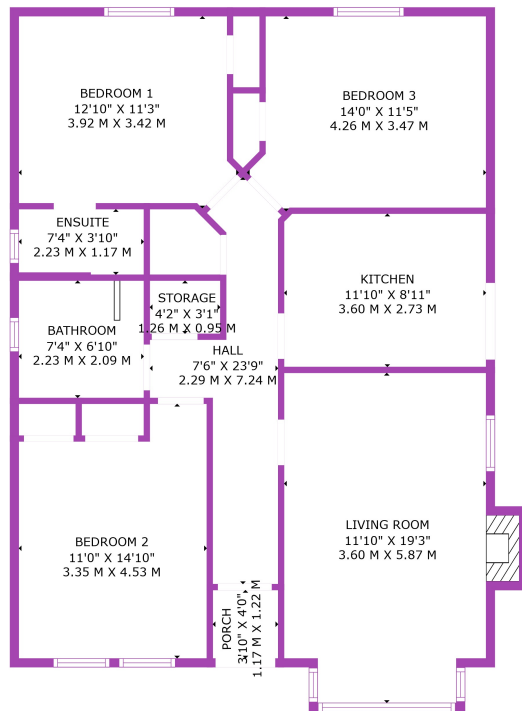 BEDROOM 1
12'10" X 11'3"
3.92 M X 3.42 M
BEDROOM 3
14'0" X 11'5"
4.26 M X 3.47 M
ENSUITE
7'4" X 3'10"
2.23 M X 1.17 M
KITCHEN
11'10" X 8'11"
3.60 M X 2.73 M
STORAGE
4'2" X 3'1"
1.26 M X 0.95 M
BATHROOM
7'4" X 6'10"
2.23 M X 2.09 M
HALL
7'6" X 23'9"
2.29 M X 7.24 M
LIVING ROOM
11'10" X 19'3"
3.60 M X 5.87 M
BEDROOM 2
11'0" X 14'10"
3.35 M X 4.53 M
PORCH
3'10" X 4'0"
1.17 M X 1.22 M